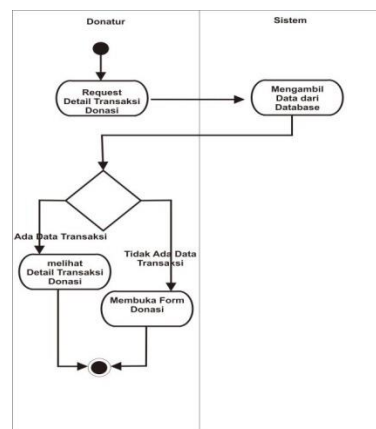 Donatur
Sistem
Request
Detail Transaksi
Donasi
Mengambil
Data dari
Database
Ada Data Transaksi
Tidak Ada Data
Transaksi
melihat
Detail Transaksi
Donasi
Membuka Form
Donasi